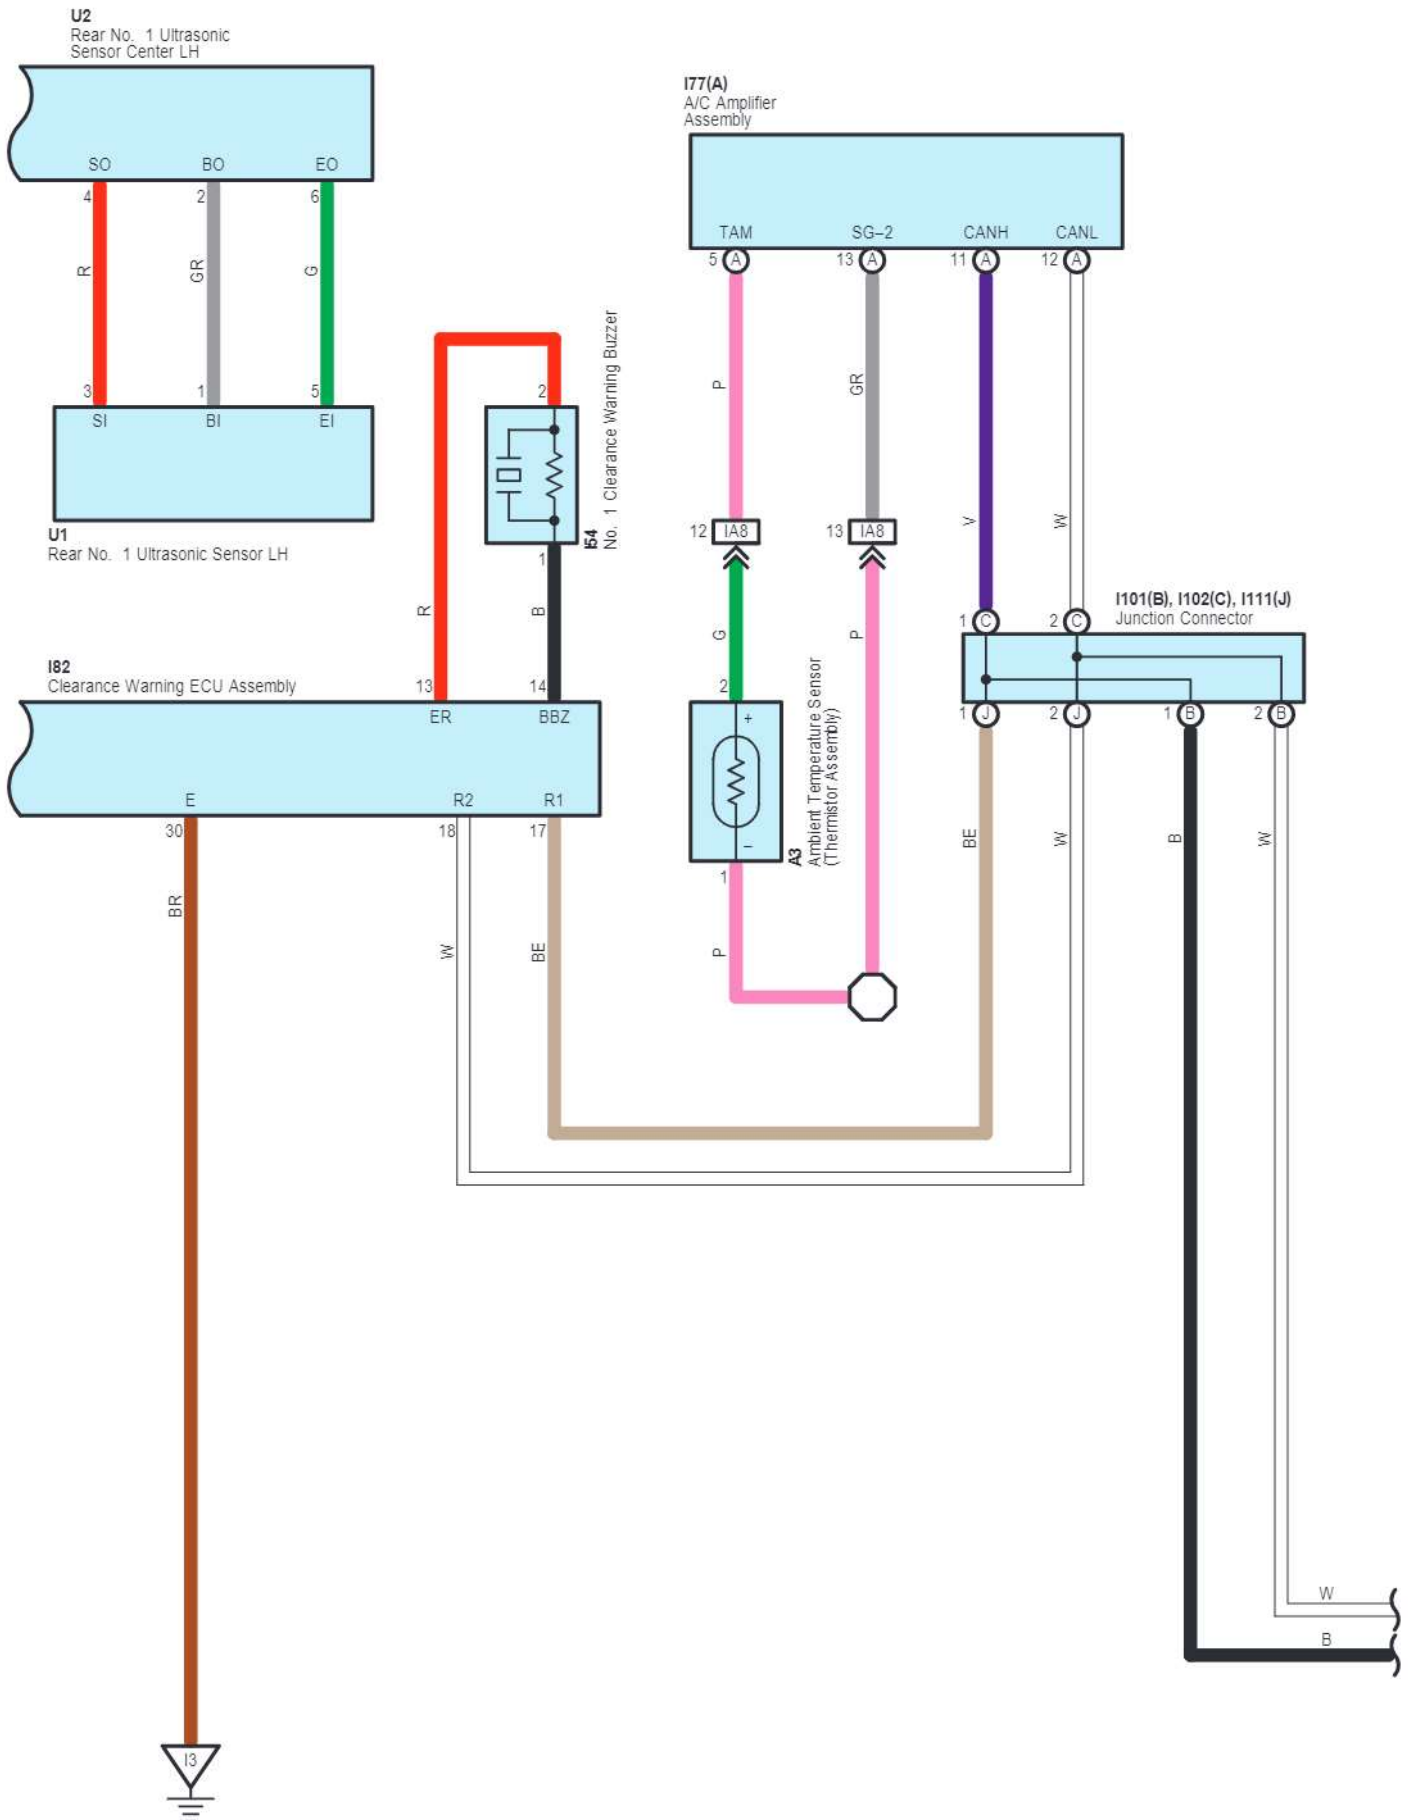 U2
Rear No. 1 Ultrasonic
Sensor Center LH
SO BO EO
4 2 6
R GR G
3 1 5
SI BI EI
U1
Rear No. 1 Ultrasonic Sensor LH
I77(A)
A/C Amplifier
Assembly
TAM SG–2 CANH CANL
5 A 13 A 11 A 12 A
P GR V W
2
1
I54
No. 1 Clearance Warning Buzzer
R B
12 IA8 13 IA8
G P
I101(B), I102(C), I111(J)
Junction Connector
1 C 2 C
1 J 2 J 1 B 2 B
I82
Clearance Warning ECU Assembly
13 14
ER BBZ
E R2 R1
30 18 17
BR W BE
2
+
–
1
A3
Ambient Temperature Sensor
(Thermistor Assembly)
P
BE W B W
W
B
I3